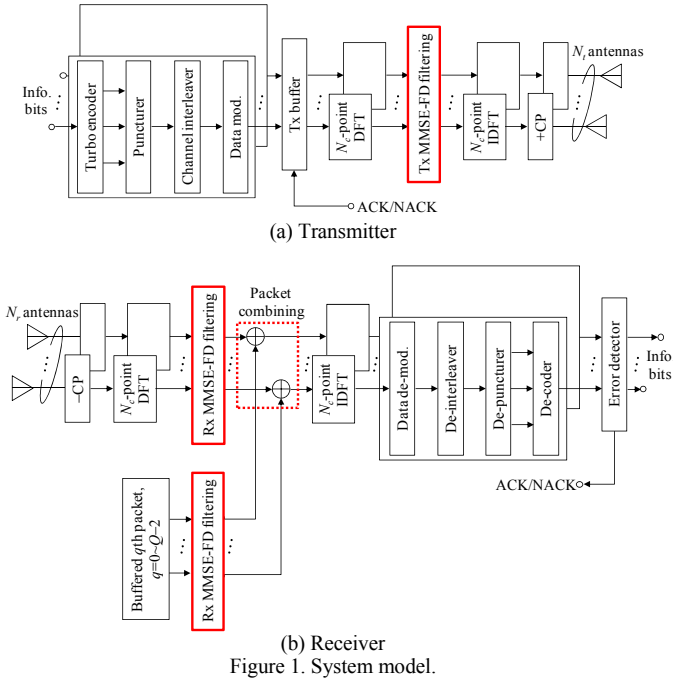 Info.
bits
Turbo encoder
Puncturer
Channel interleaver
Data mod.
Tx buffer
Nc-point
DFT
Tx MMSE-FD filtering
Nc-point
IDFT
+CP
Nt antennas
ACK/NACK
(a) Transmitter
Nr antennas
−CP
Nc-point
DFT
Rx MMSE-FD filtering
Packet
combining
Nc-point
IDFT
Data de-mod.
De-interleaver
De-puncturer
De-coder
Error detector
Info
bits
ACK/NACK
Buffered qth packet,
q=0~Q−2
Rx MMSE-FD filtering
(b) Receiver
Figure 1. System model.